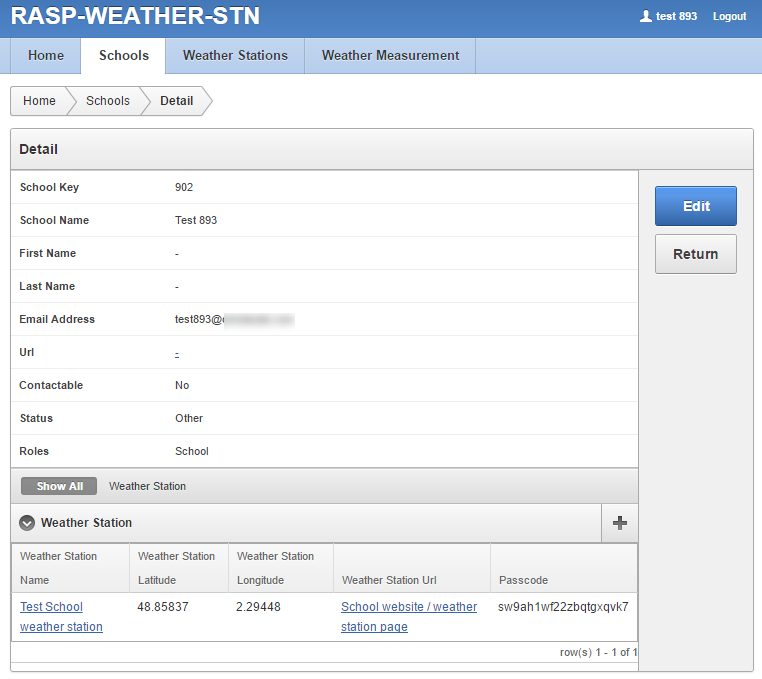 RASP-WEATHER-STN
test 893 Logout
Home Schools Weather Stations Weather Measurement
Home Schools Detail
Detail
School Key 902
Edit
School Name Test 893
Return
First Name -
Last Name -
Email Address test893@
Url -
Contactable No
Status Other
Roles School
Show All Weather Station
Weather Station
Weather Station Weather Station Weather Station
Name Latitude Longitude Weather Station Url Passcode
Test School 48.85837 2.29448 School website / weather sw9ah1wf22zbqtgxqvk7
weather station station page
row(s) 1 - 1 of 1